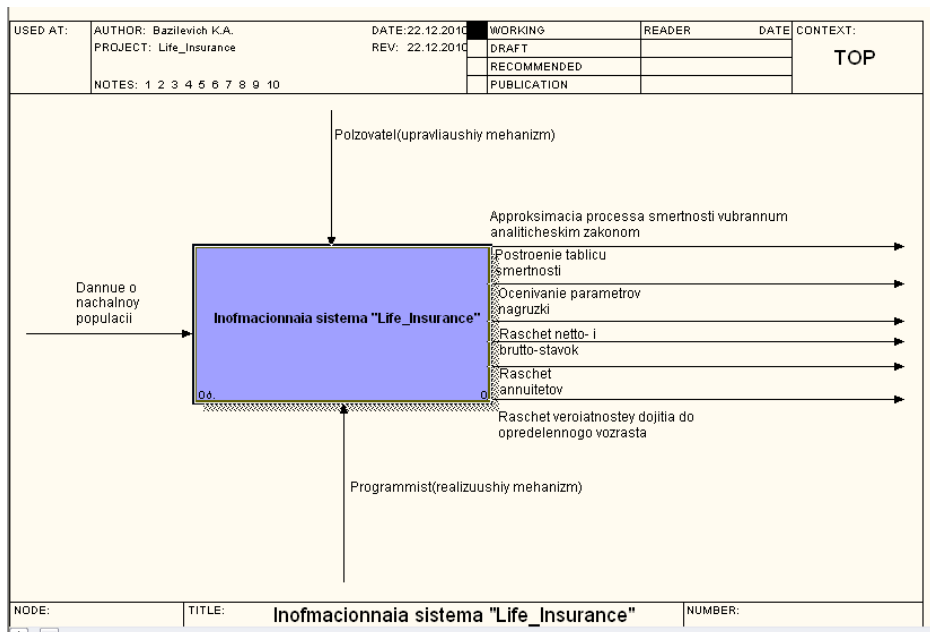 USED AT:
AUTHOR: Bazilevich K.A.
DATE:22.12.2010
PROJECT: Life_Insurance
REV: 22.12.2010
NOTES: 1 2 3 4 5 6 7 8 9 10
WORKING
DRAFT
RECOMMENDED
PUBLICATION
READER
DATE
CONTEXT:
TOP
Polzovatel(upravliaushiy mehanizm)
Approksimacia processa smertnosti vubrannum
analiticheskim zakonom
Postroenie tablicu
smertnosti
Dannue o
nachalnoy
populacii
Ocenivanie parametrov
nagruzki
Inofmacionnaia sistema "Life_Insurance"
Raschet netto- i
brutto-stavok
Raschet
annuitetov
0
Raschet veroiatnostey dojitia do
opredelennogo vozrasta
Programmist(realizuushiy mehanizm)
NODE:
TITLE:
Inofmacionnaia sistema "Life_Insurance"
NUMBER: